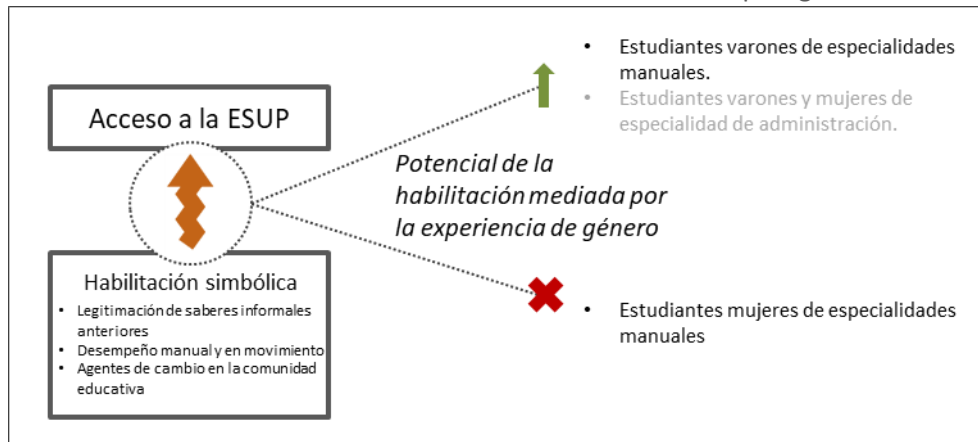 Acceso a la ESUP
Habilitación simbólica
• Legitimación de saberes informales
anteriores
• Desempeño manual y en movimiento
• Agentes de cambio en la comunidad
educativa
Potencial de la
habilitación mediada por
la experiencia de género
• Estudiantes varones de especialidades
manuales.
• Estudiantes varones y mujeres de
especialidad de administración.
• Estudiantes mujeres de especialidades
manuales